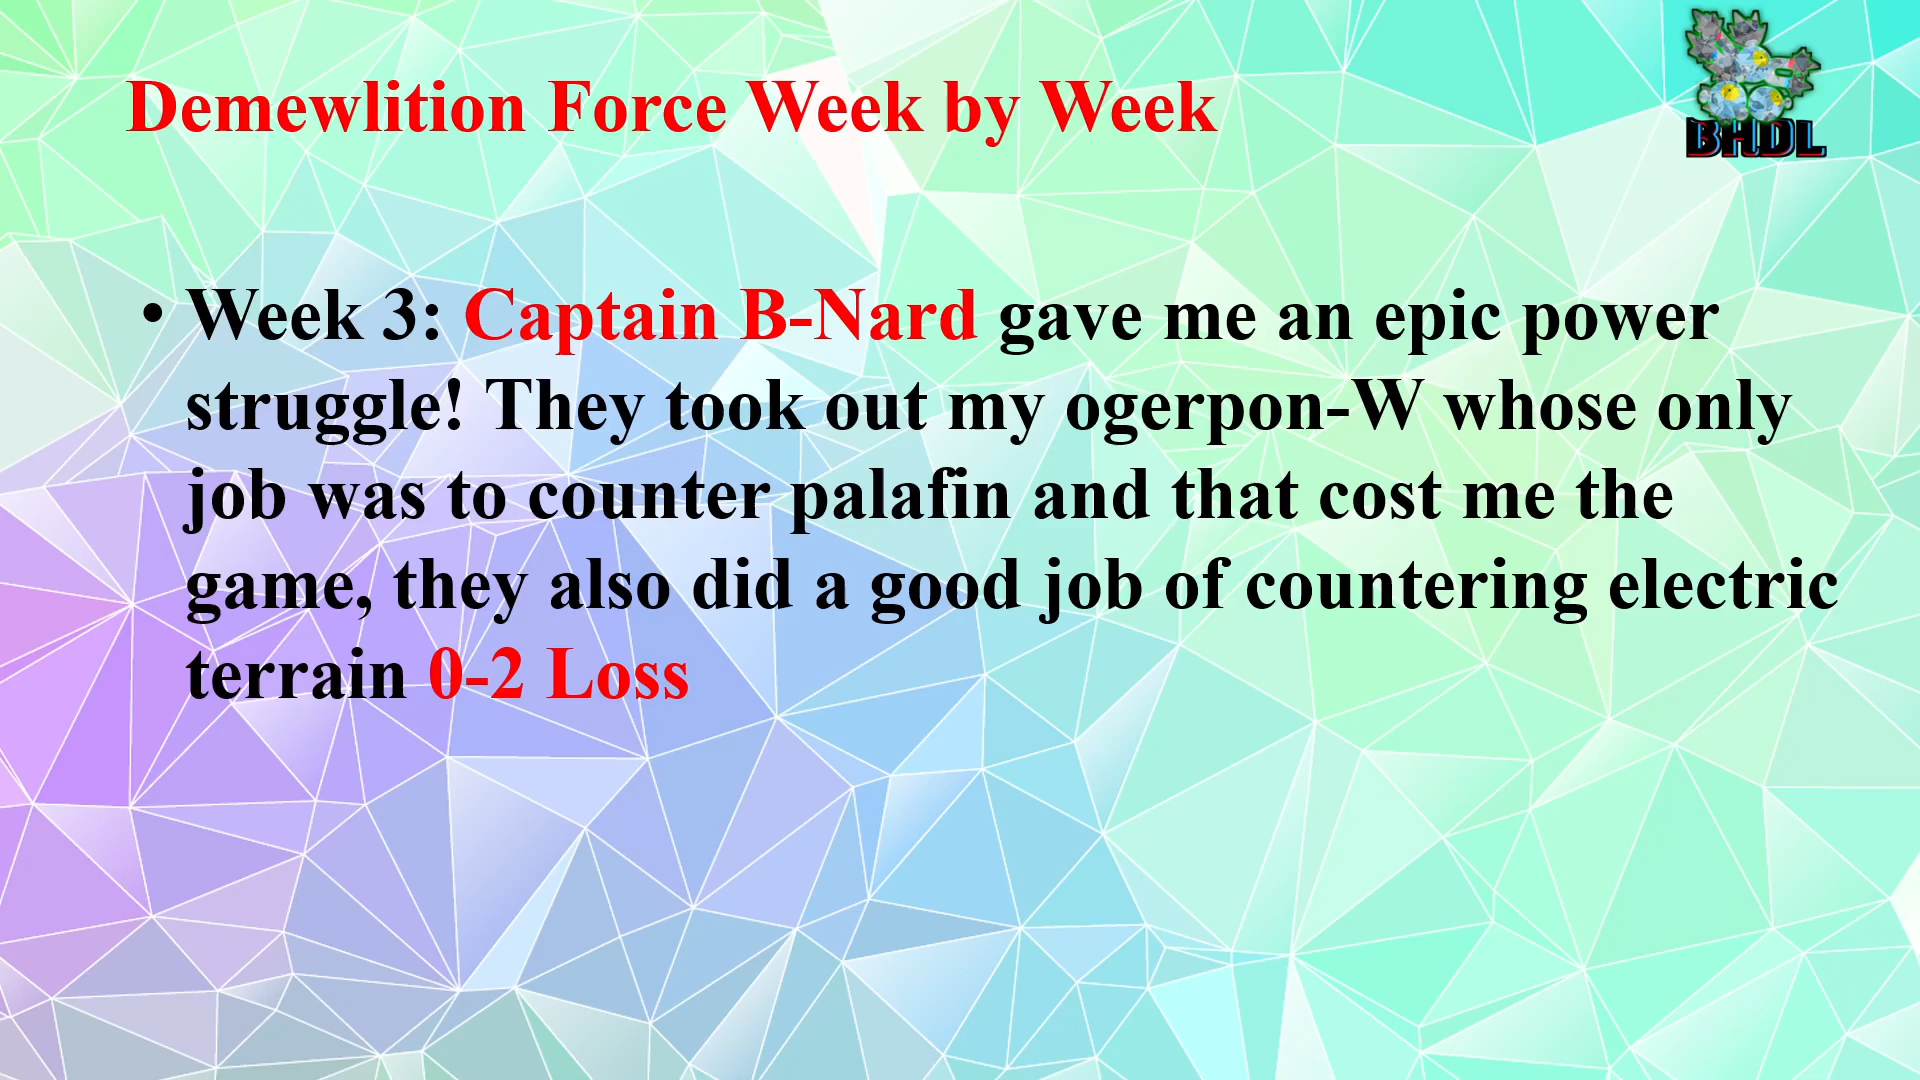 Demewlition Force Week by Week
BHDL
• Week 3: Captain B-Nard gave me an epic power
struggle! They took out my ogerpon-W whose only
job was to counter palafin and that cost me the
game, they also did a good job of countering electric
terrain 0-2 Loss